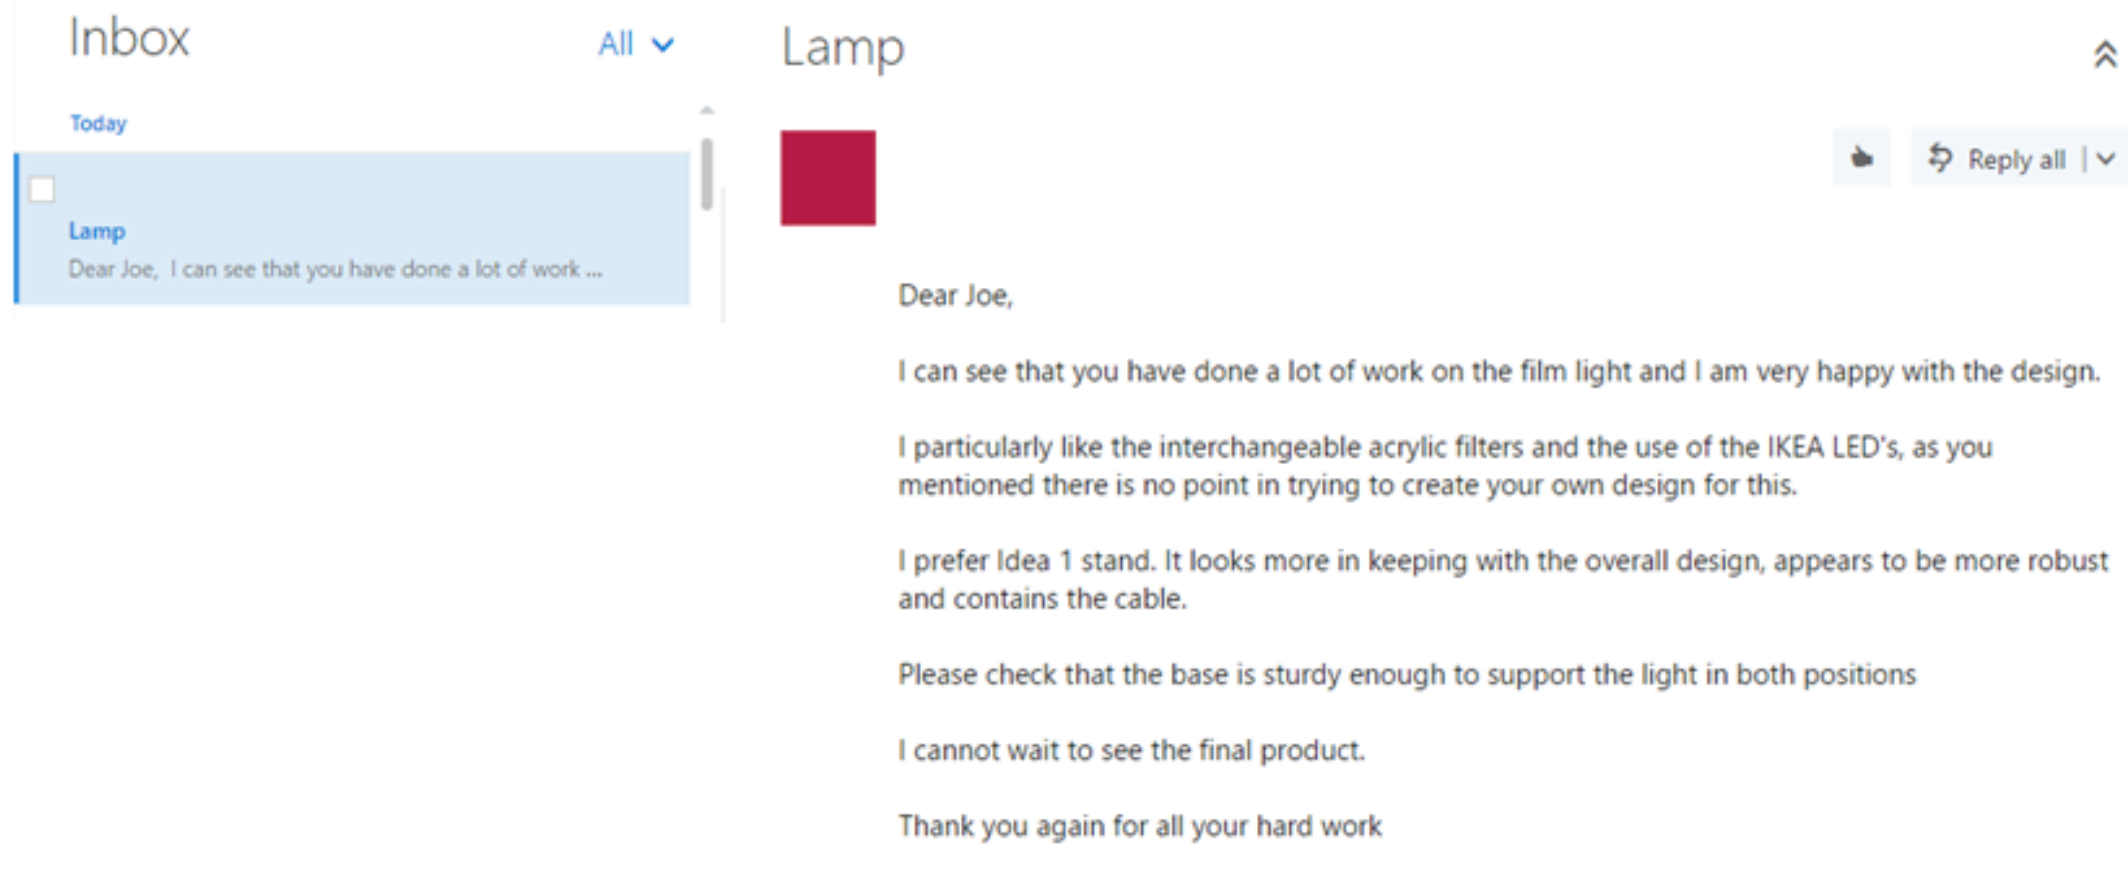 Inbox
All
Today
Lamp
Dear Joe, I can see that you have done a lot of work ...
Lamp
Reply all
Dear Joe,
I can see that you have done a lot of work on the film light and I am very happy with the design.
I particularly like the interchangeable acrylic filters and the use of the IKEA LED's, as you
mentioned there is no point in trying to create your own design for this.
I prefer Idea 1 stand. It looks more in keeping with the overall design, appears to be more robust
and contains the cable.
Please check that the base is sturdy enough to support the light in both positions
I cannot wait to see the final product.
Thank you again for all your hard work